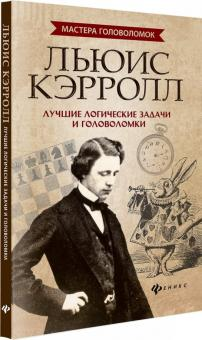 МАСТЕРА ГОЛОВОЛОМОК
ЛЬЮИС
КЭРРОЛЛ
ЛУЧШИЕ ЛОГИЧЕСКИЕ ЗАДАЧИ
И ГОЛОВОЛОМКИ
ФЕНИКС
ЛЬЮИС КЭРРОЛЛ
ЛУЧШИЕ ЛОГИЧЕСКИЕ ЗАДАЧИ И ГОЛОВОЛОМКИ